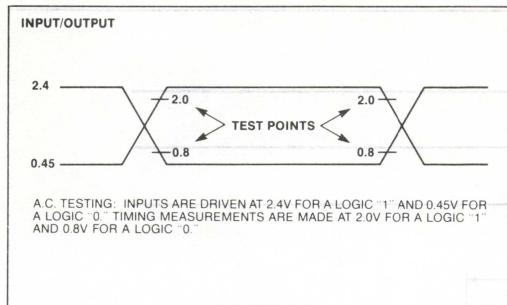 INPUT/OUTPUT
2.4
2.0
2.0
TEST POINTS
0.8
0.8
0.45
A.C. TESTING: INPUTS ARE DRIVEN AT 2.4V FOR A LOGIC "1" AND 0.45V FOR
A LOGIC "0." TIMING MEASUREMENTS ARE MADE AT 2.0V FOR A LOGIC "1"
AND 0.8V FOR A LOGIC "0."